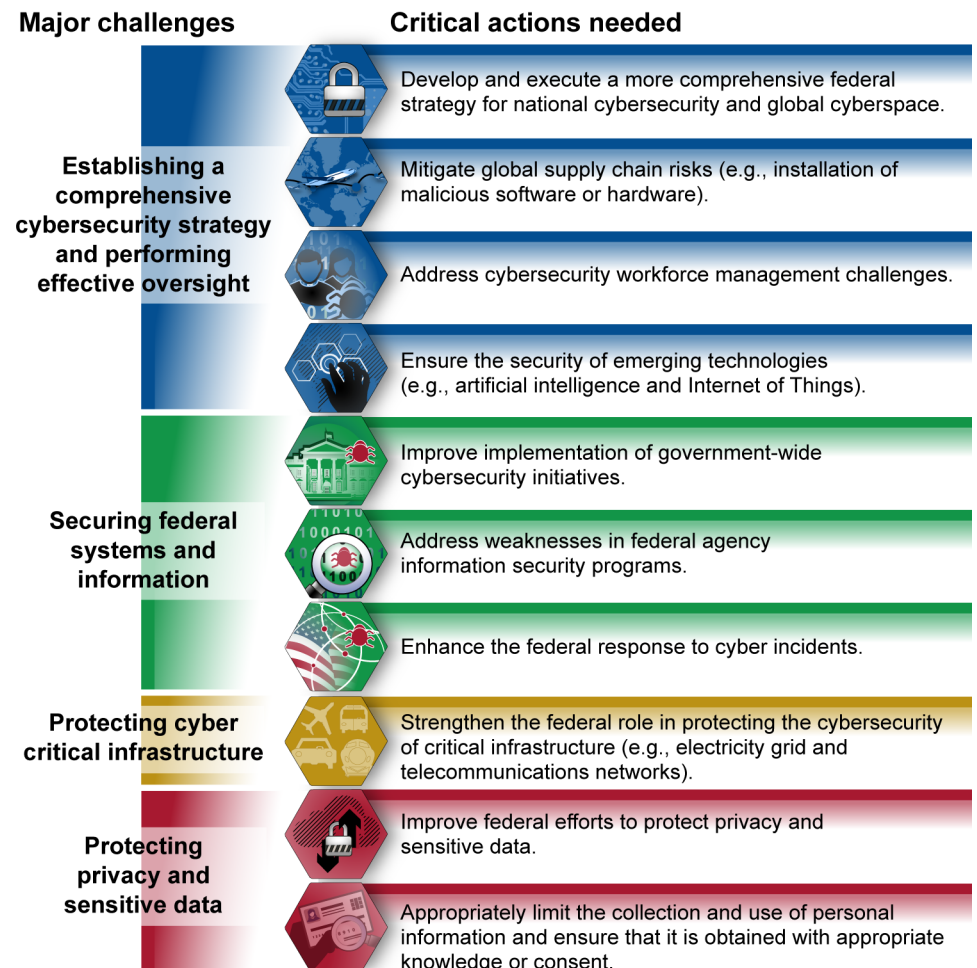 Major challenges
Critical actions needed
Establishing a
comprehensive
cybersecurity strategy
and performing
effective oversight
Develop and execute a more comprehensive federal
strategy for national cybersecurity and global cyberspace.
Mitigate global supply chain risks (e.g., installation of
malicious software or hardware).
101
Address cybersecurity workforce management challenges.
Ensure the security of emerging technologies
(e.g., artificial intelligence and Internet of Things).
Securing federal
systems and
information
Improve implementation of government-wide
cybersecurity initiatives.
11010
1000101
100
Address weaknesses in federal agency
information security programs.
Enhance the federal response to cyber incidents.
Protecting cyber
critical infrastructure
Strengthen the federal role in protecting the cybersecurity
of critical infrastructure (e.g., electricity grid and
telecommunications networks).
Protecting
privacy and
sensitive data
Improve federal efforts to protect privacy and
sensitive data.
Appropriately limit the collection and use of personal
information and ensure that it is obtained with appropriate
knowledge or consent.